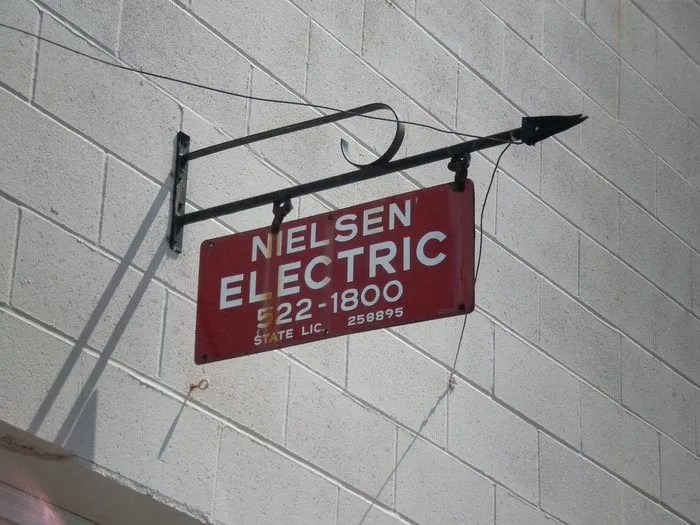 NIELSEN
ELECTRIC
522-1800
STATE LIC. 258895